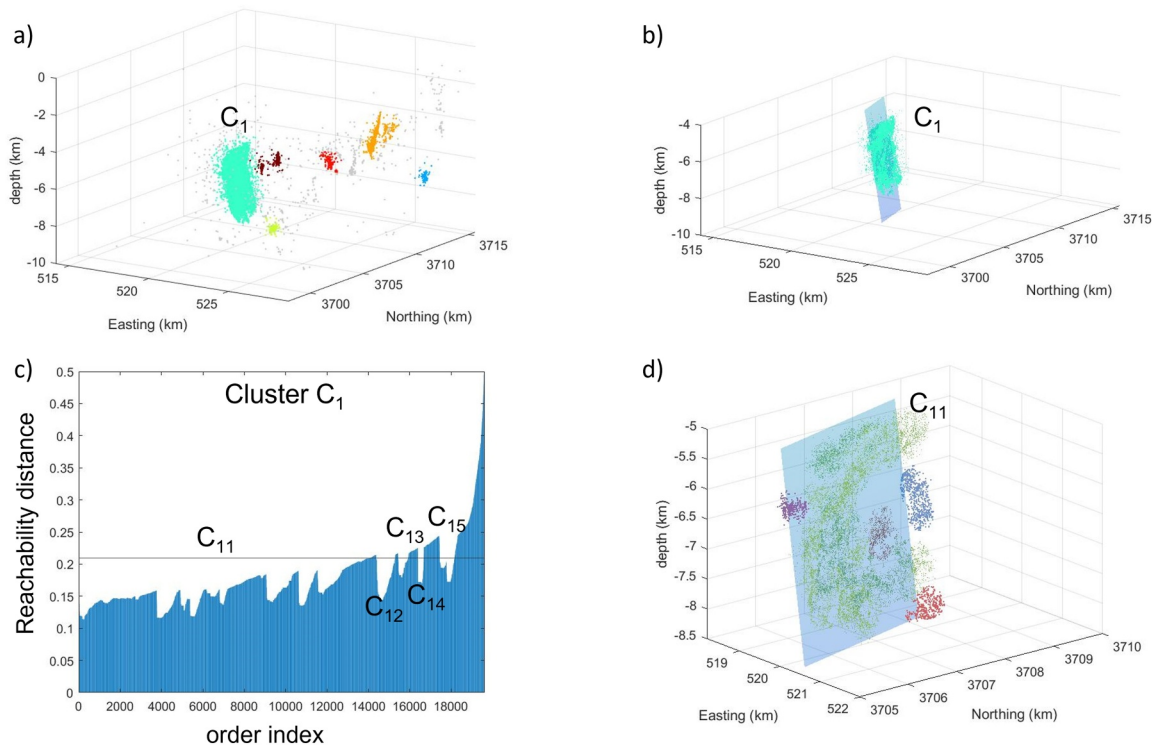 a)
C1
0
-2
-4
-6
-8
-10
depth (km)
515
520
525
Easting (km)
3700
3705
3710
3715
Northing (km)
b)
C1
-4
-6
-8
-10
depth (km)
515
520
525
Easting (km)
3700
3710
3710
3715
Northing (km)
c)
Cluster C1
0.5
0.45
0.4
0.35
0.3
0.25
0.2
0.15
0.1
0.05
0
Reachability distance
C11
C12
C13
C14
C15
0 2000 4000 6000 8000 10000 12000 14000 16000 18000
order index
d)
C11
-5
-5.5
-6
-6.5
-7
-7.5
-8
-8.5
depth (km)
519
520
521
522
Easting (km)
3705
3706
3707
3708
3709
3710
Northing (km)